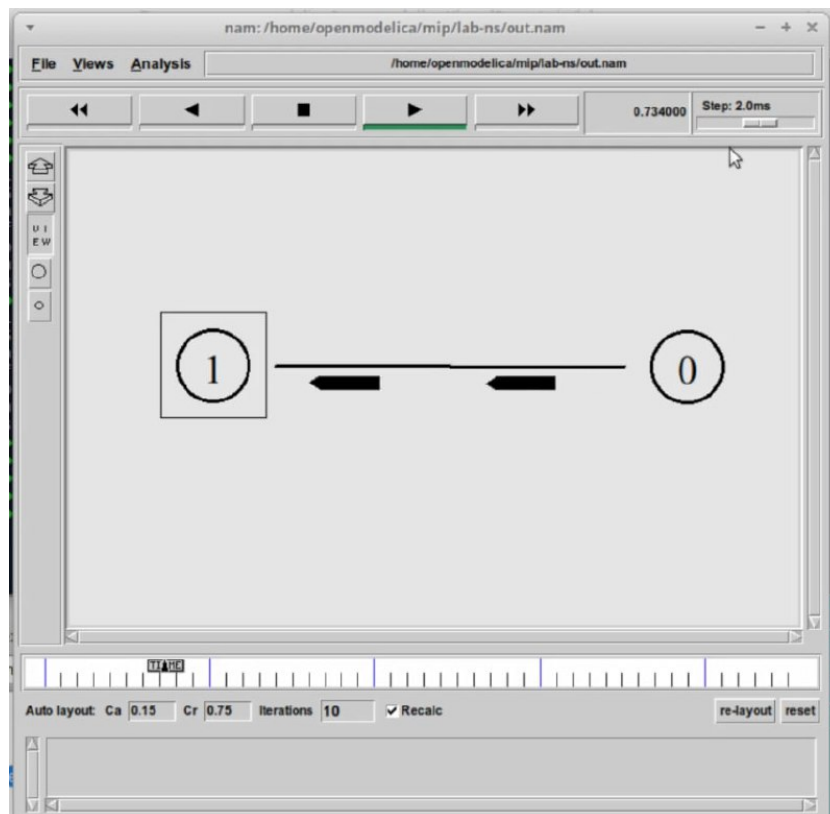 nam: /home/openmodelica/mip/lab-ns/out.nam
File Views Analysis /home/openmodelica/mip/lab-ns/out.nam
0.734000 Step: 2.0ms
V I
E W
1 0
TIME
Auto layout: Ca 0.15 Cr 0.75 Iterations 10 Recalc re-layout reset